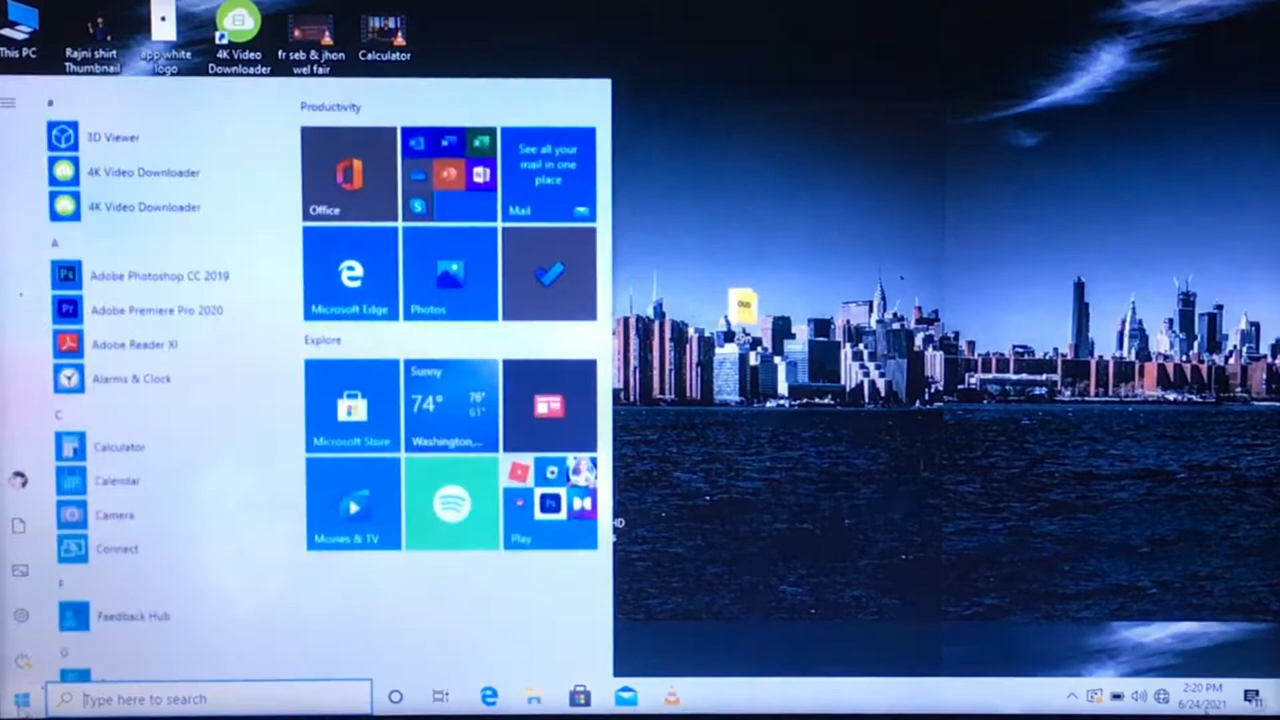 This PC
Rajni shirt
Thumbnail
app white
logo
4K Video
Downloader
fr seb & jhon
wel fair
Calculator
#
3D Viewer
4K Video Downloader
4K Video Downloader
A
Adobe Photoshop CC 2019
Adobe Premiere Pro 2020
Adobe Reader XI
Alarms & Clock
C
Calculator
Calendar
Camera
Connect
F
Feedback Hub
G
Productivity
Office
See all your
mail in one
place
Mail
Microsoft Edge
Photos
Explore
Microsoft Store
Sunny
74°
76°
61°
Washington,...
Movies & TV
Play
Ps
Pr
Ps
HD
Type here to search
2:20 PM
6/24/2021